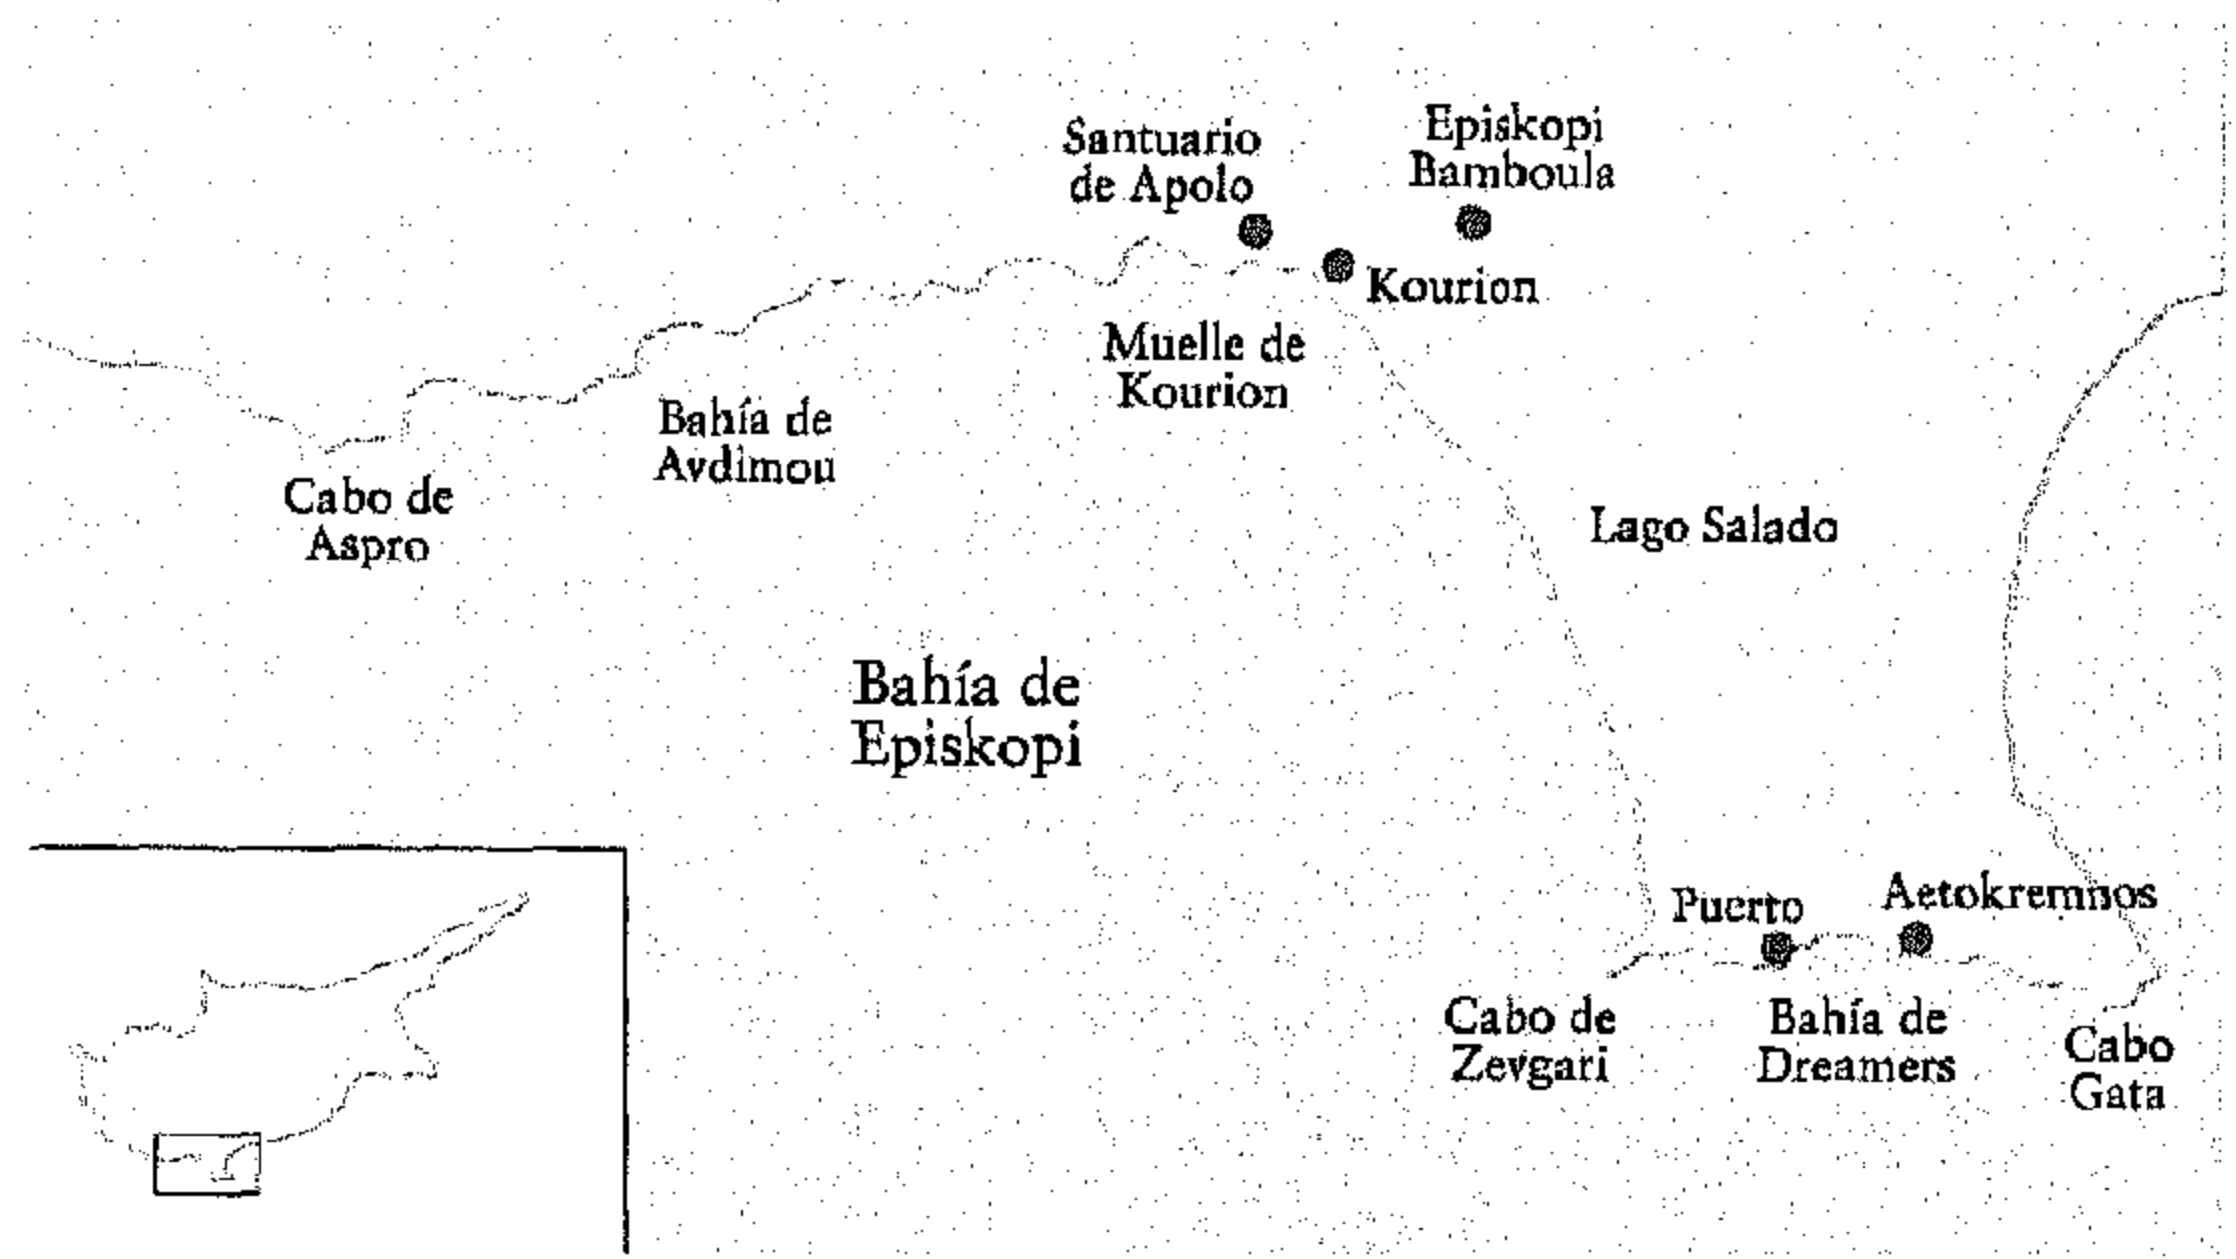 Santuario
de Apolo
Episkopi
Bamboula
Kourion
Muelle de
Kourion
Bahía de
Avdimou
Cabo de
Aspro
Lago Salado
Bahía de
Episkopi
Puerto
Aetokremnos
Cabo de
Zevgari
Bahía de
Dreamers
Cabo
Gata